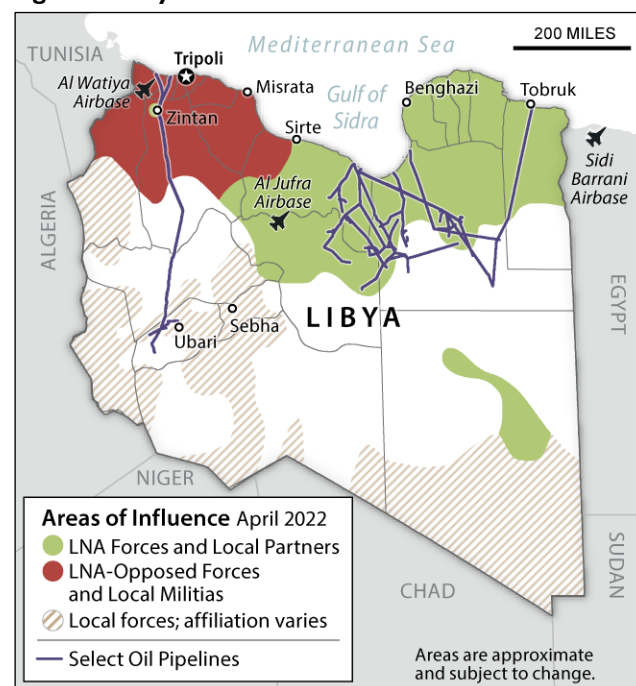 TUNISIA
Mediterranean Sea
200 MILES
Tripoli
Al Watiya
Airbase
Misrata
Zintan
Gulf of
Sidra
Benghazi
Tobruk
Sirte
Al Jufra
Airbase
Sidi
Barrani
Airbase
ALGERIA
EGYPT
LIBYA
Sebha
Ubari
NIGER
CHAD
SUDAN
Areas of Influence April 2022
LNA Forces and Local Partners
LNA-Opposed Forces
and Local Militias
Local forces; affiliation varies
Select Oil Pipelines
Areas are approximate
and subject to change.